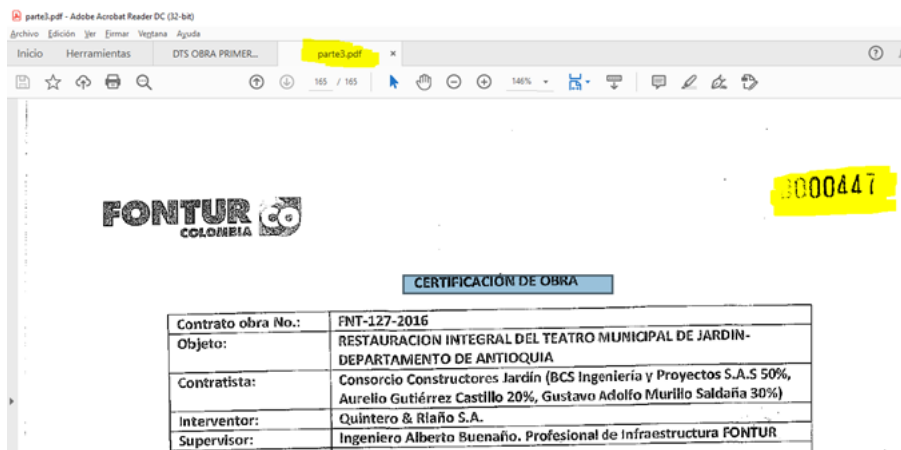 parte3.pdf - Adobe Acrobat Reader DC (32-bit)
Archivo Edición Ver Firmar Ventana Ayuda
Inicio Herramientas DTS OBRA PRIMER... parte3.pdf ×
165 / 165 146%
000447
FONTUR CO
COLOMBIA
CERTIFICACIÓN DE OBRA
Contrato obra No.: FNT-127-2016
Objeto: RESTAURACION INTEGRAL DEL TEATRO MUNICIPAL DE JARDIN-
DEPARTAMENTO DE ANTIOQUIA
Contratista: Consorcio Constructores Jardín (BCS Ingeniería y Proyectos S.A.S 50%,
Aurelio Gutiérrez Castillo 20%, Gustavo Adolfo Murillo Saldaña 30%)
Interventor: Quintero & Riaño S.A.
Supervisor: Ingeniero Alberto Buenaño. Profesional de Infraestructura FONTUR